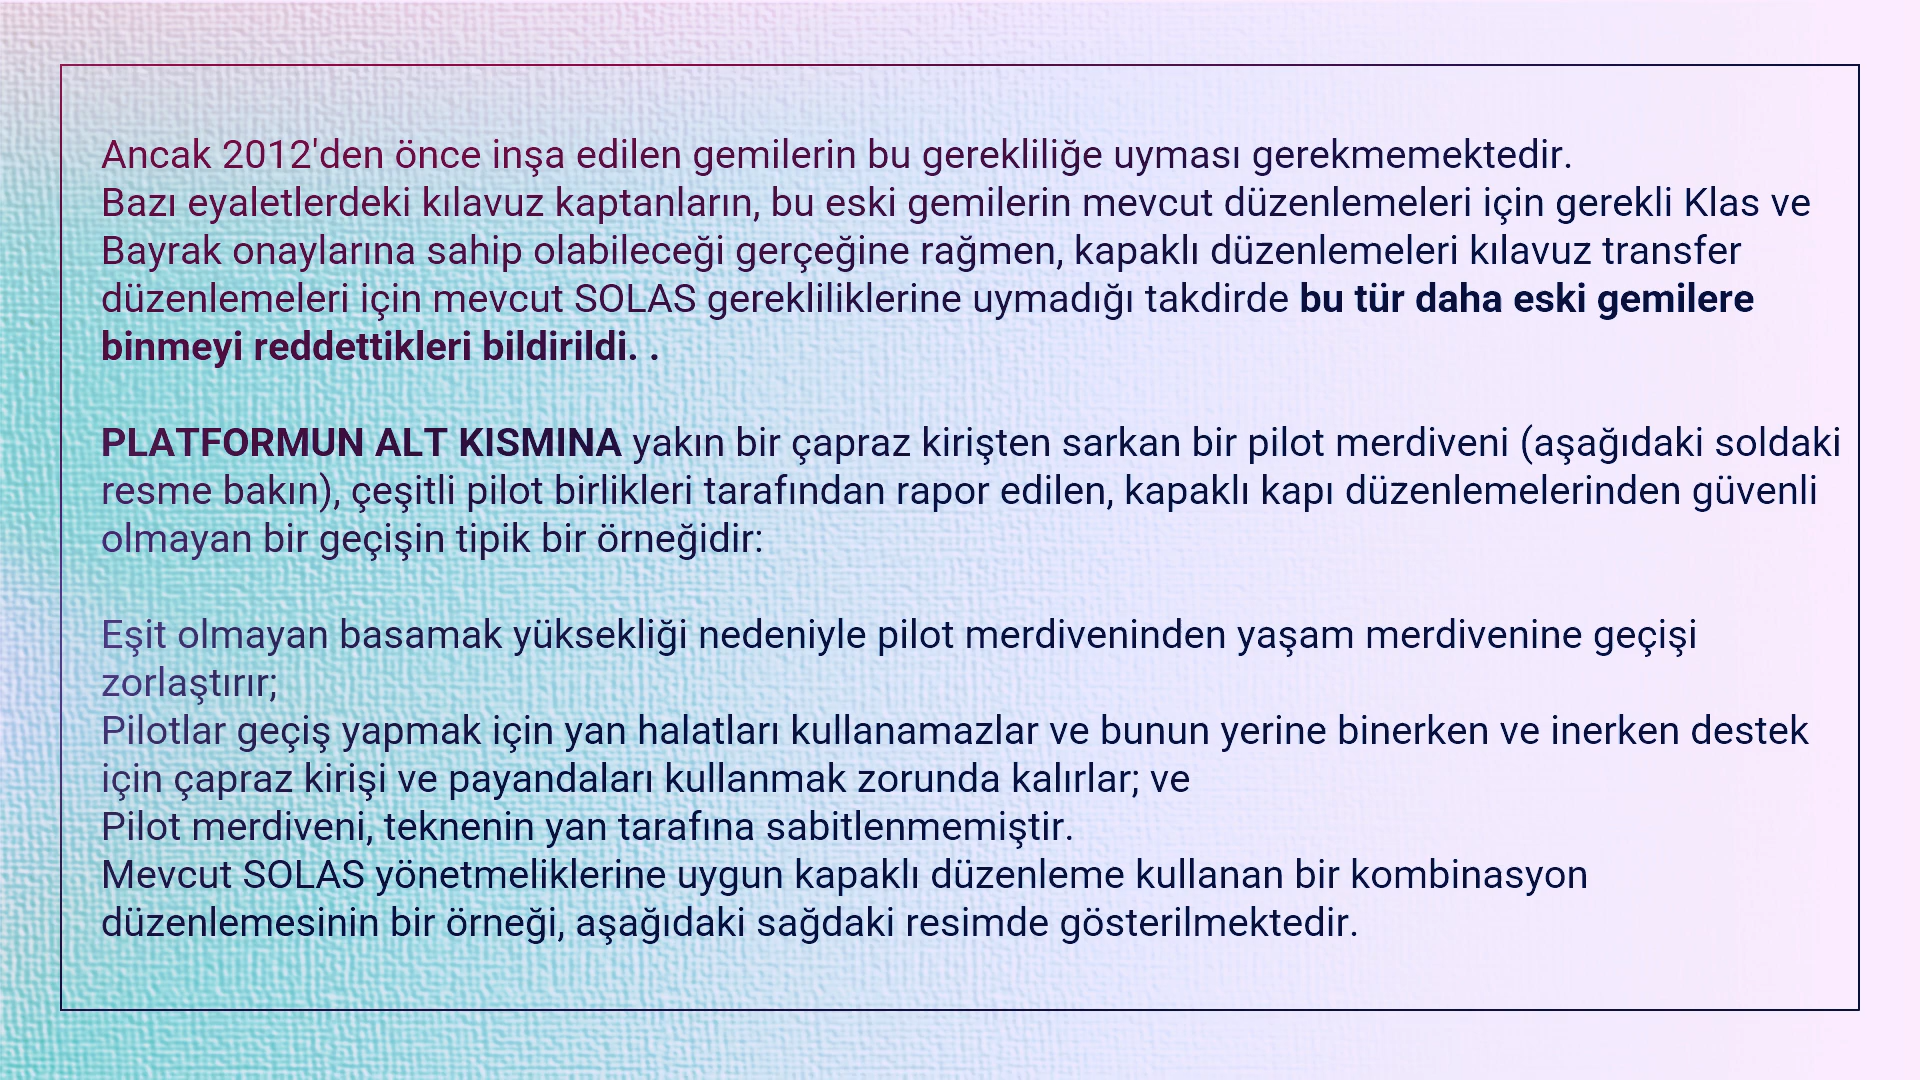 Ancak 2012'den önce inşa edilen gemilerin bu gerekliliğe uyması gerekmemektedir.
Bazı eyaletlerdeki kılavuz kaptanların, bu eski gemilerin mevcut düzenlemeleri için gerekli Klas ve
Bayrak onaylarına sahip olabileceği gerçeğine rağmen, kapaklı düzenlemeleri kılavuz transfer
düzenlemeleri için mevcut SOLAS gerekliliklerine uymadığı takdirde bu tür daha eski gemilere
binmeyi reddettikleri bildirildi. .
PLATFORMUN ALT KISMINA yakın bir çapraz kirişten sarkan bir pilot merdiveni (aşağıdaki soldaki
resme bakın), çeşitli pilot birlikleri tarafından rapor edilen, kapaklı kapı düzenlemelerinden güvenli
olmayan bir geçişin tipik bir örneğidir:
Eşit olmayan basamak yüksekliği nedeniyle pilot merdiveninden yaşam merdivenine geçişi
zorlaştırır;
Pilotlar geçiş yapmak için yan halatları kullanamazlar ve bunun yerine binerken ve inerken destek
için çapraz kirişi ve payandaları kullanmak zorunda kalırlar; ve
Pilot merdiveni, teknenin yan tarafına sabitlenmemiştir.
Mevcut SOLAS yönetmeliklerine uygun kapaklı düzenleme kullanan bir kombinasyon
düzenlemesinin bir örneği, aşağıdaki sağdaki resimde gösterilmektedir.